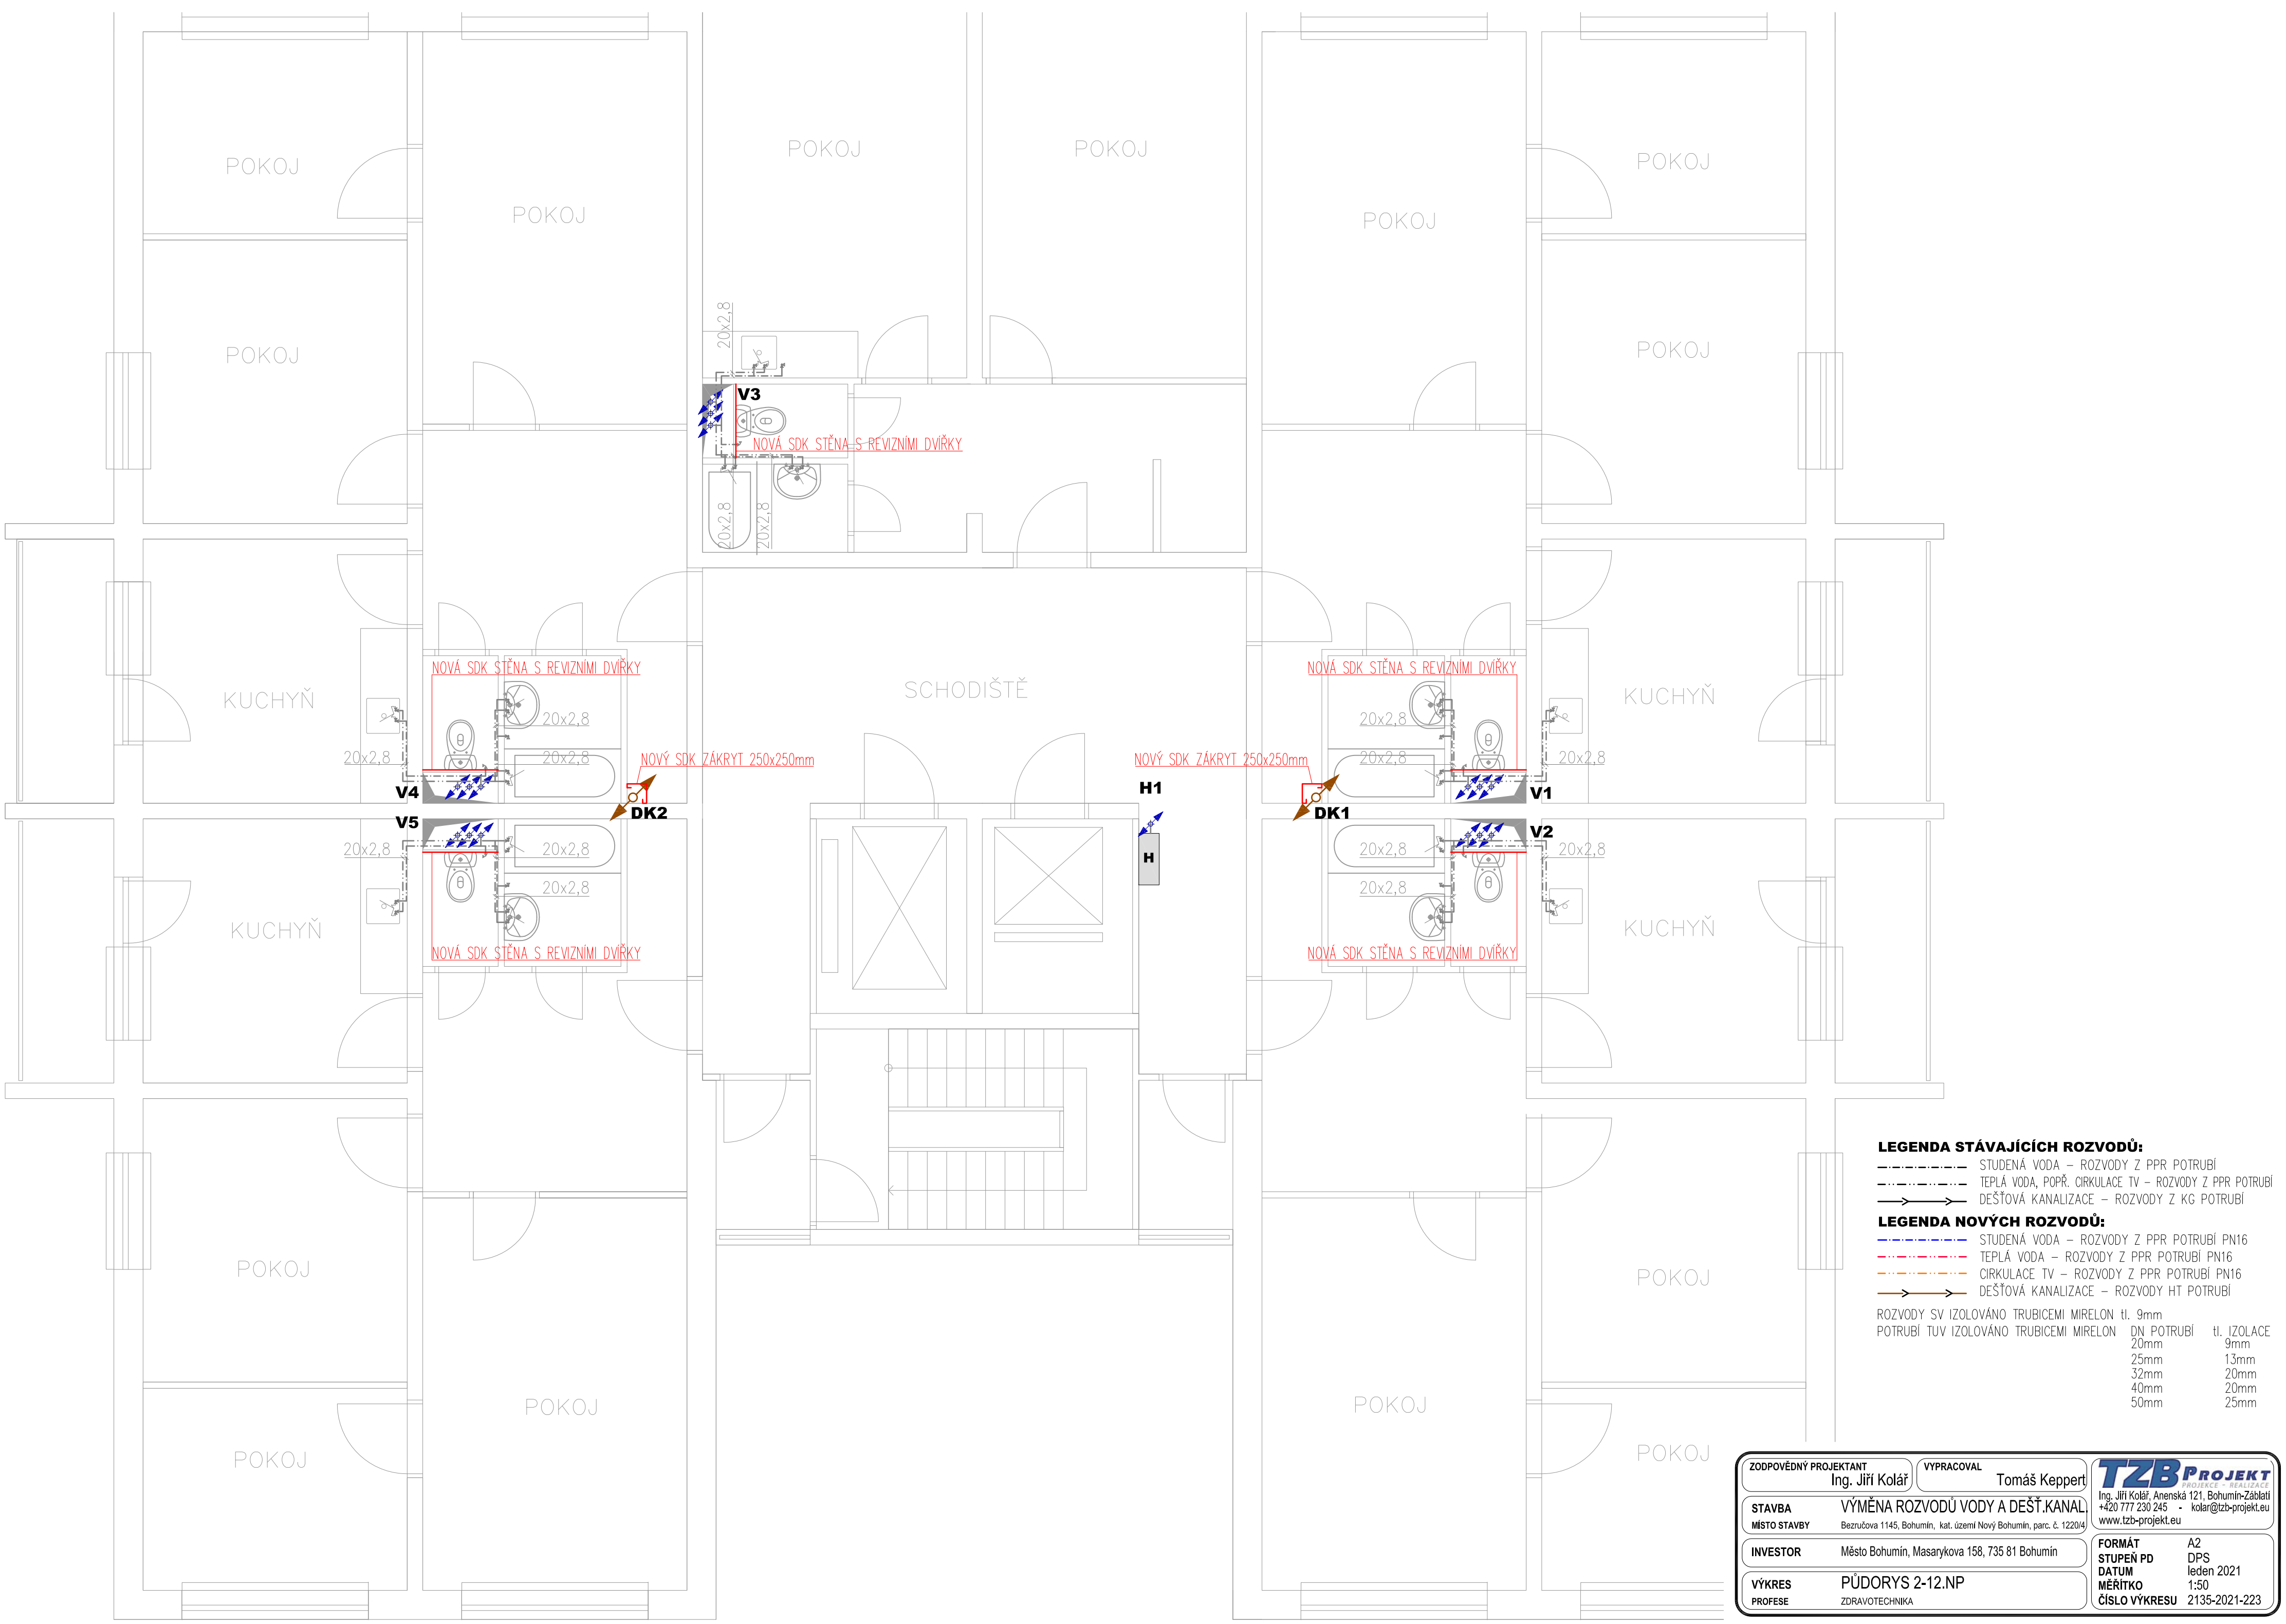 POKOJ
POKOJ
POKOJ
POKOJ
POKOJ
POKOJ
POKOJ
POKOJ
20x2,8
V3
NOVÁ SDK STĚNA S REVIZNÍMI DVÍŘKY
20x2,8
20x2,8
NOVÁ SDK STĚNA S REVIZNÍMI DVÍŘKY
NOVÁ SDK STĚNA S REVIZNÍMI DVÍŘKY
KUCHYŇ
SCHODIŠTĚ
KUCHYŇ
20x2,8
20x2,8
20x2,8
20x2,8
NOVÝ SDK ZÁKRYT 250x250mm
NOVÝ SDK ZÁKRYT 250x250mm
20x2,8
20x2,8
V4
DK2
H1
DK1
V1
V5
V2
20x2,8
20x2,8
H
20x2,8
20x2,8
20x2,8
20x2,8
KUCHYŇ
KUCHYŇ
NOVÁ SDK STĚNA S REVIZNÍMI DVÍŘKY
NOVÁ SDK STĚNA S REVIZNÍMI DVÍŘKY
POKOJ
POKOJ
POKOJ
POKOJ
POKOJ
POKOJ
LEGENDA STÁVAJÍCÍCH ROZVODŮ:
STUDENÁ VODA – ROZVODY Z PPR POTRUBÍ
TEPLÁ VODA, POPŘ. CIRKULACE TV – ROZVODY Z PPR POTRUBÍ
DEŠŤOVÁ KANALIZACE – ROZVODY Z KG POTRUBÍ
LEGENDA NOVÝCH ROZVODŮ:
STUDENÁ VODA – ROZVODY Z PPR POTRUBÍ PN16
TEPLÁ VODA – ROZVODY Z PPR POTRUBÍ PN16
CIRKULACE TV – ROZVODY Z PPR POTRUBÍ PN16
DEŠŤOVÁ KANALIZACE – ROZVODY HT POTRUBÍ
ROZVODY SV IZOLOVÁNO TRUBICEMI MIRELON tl. 9mm
POTRUBÍ TUV IZOLOVÁNO TRUBICEMI MIRELON DN POTRUBÍ tl. IZOLACE
20mm 9mm
25mm 13mm
32mm 20mm
40mm 20mm
50mm 25mm
ZODPOVĚDNÝ PROJEKTANT
Ing. Jiří Kolář
VYPRACOVAL
Tomáš Keppert
STAVBA VÝMĚNA ROZVODŮ VODY A DEŠŤ.KANAL.
MÍSTO STAVBY Bezručova 1145, Bohumín, kat. území Nový Bohumín, parc. č. 1220/4
INVESTOR Město Bohumín, Masarykova 158, 735 81 Bohumín
VÝKRES PŮDORYS 2-12.NP
PROFESE ZDRAVOTECHNIKA
TZB PROJEKT
PROJEKCE - REALIZACE
Ing. Jiří Kolář, Anenská 121, Bohumín-Záblatí
+420 777 230 245 - kolar@tzb-projekt.eu
www.tzb-projekt.eu
FORMÁT A2
STUPEŇ PD DPS
DATUM leden 2021
MĚŘÍTKO 1:50
ČÍSLO VÝKRESU 2135-2021-223